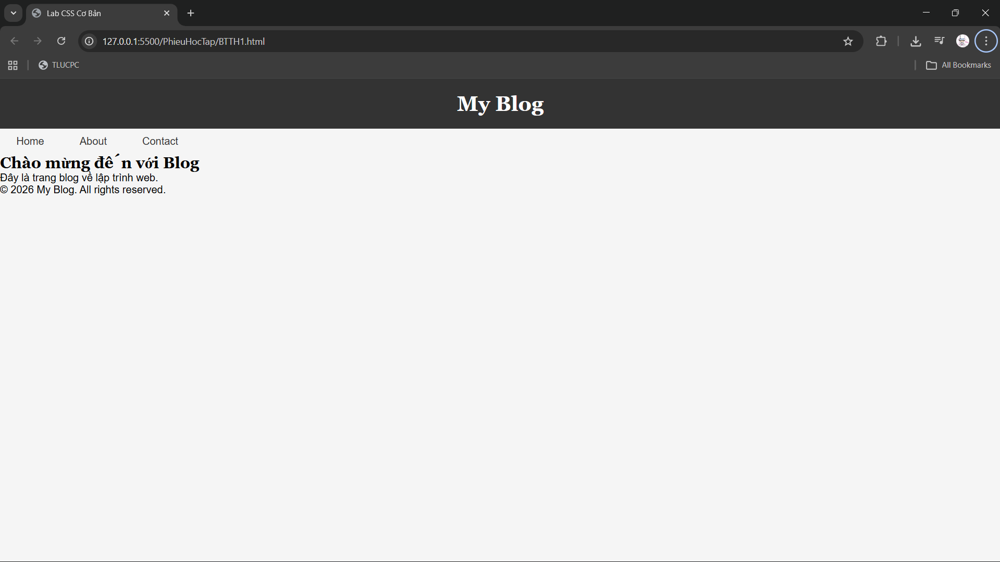 Lab CSS Cơ Bản
127.0.0.1:5500/PhieuHocTap/BTTH1.html
TLUCPC
All Bookmarks
My Blog
Home About Contact
Chào mừng đến với Blog
Đây là trang blog về lập trình web.
© 2026 My Blog. All rights reserved.